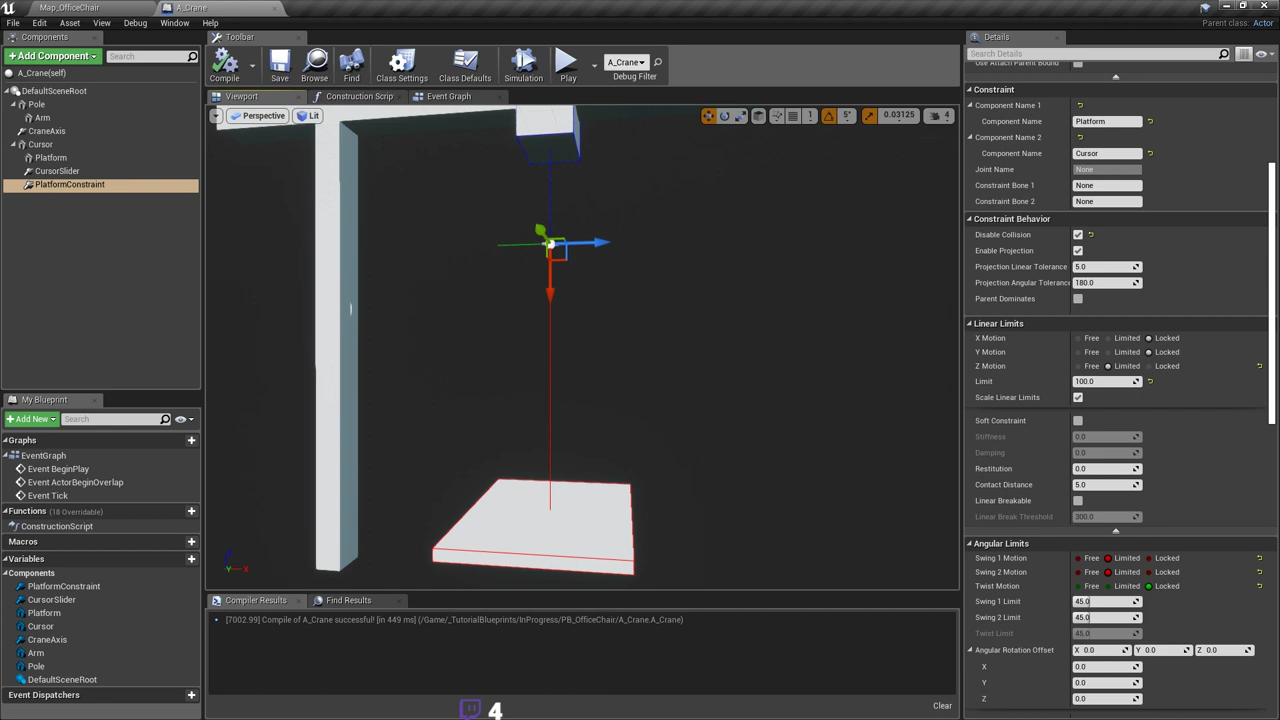 Map_OfficeChair
A_Crane
File Edit Asset View Debug Window Help
Parent class: Actor
Components
Add Component
Search
A_Crane(self)
DefaultSceneRoot
Pole
Arm
CraneAxis
Cursor
Platform
CursorSlider
PlatformConstraint
My Blueprint
Add New
Search
Graphs
EventGraph
Event BeginPlay
Event ActorBeginOverlap
Event Tick
Functions (18 Overridable)
ConstructionScript
Macros
Variables
Components
PlatformConstraint
CursorSlider
Platform
Cursor
CraneAxis
Arm
Pole
DefaultSceneRoot
Event Dispatchers
Toolbar
Compile
Save
Browse
Find
Class Settings
Class Defaults
Simulation
Play
A_Crane
Debug Filter
Viewport
Construction Scrip
Event Graph
Perspective
Lit
1
5°
0.03125
4
X
Y
Z
Compiler Results
Find Results
[7002.99] Compile of A_Crane successful! [in 449 ms] (/Game/_TutorialBlueprints/InProgress/PB_OfficeChair/A_Crane.A_Crane)
Clear
4
Details
Search Details
Use Attach Parent Bound
Constraint
Component Name 1
Component Name Platform
Component Name 2
Component Name Cursor
Joint Name None
Constraint Bone 1 None
Constraint Bone 2 None
Constraint Behavior
Disable Collision
Enable Projection
Projection Linear Tolerance 5.0
Projection Angular Tolerance 180.0
Parent Dominates
Linear Limits
X Motion Free Limited Locked
Y Motion Free Limited Locked
Z Motion Free Limited Locked
Limit 100.0
Scale Linear Limits
Soft Constraint
Stiffness 0.0
Damping 0.0
Restitution 0.0
Contact Distance 5.0
Linear Breakable
Linear Break Threshold 300.0
Angular Limits
Swing 1 Motion Free Limited Locked
Swing 2 Motion Free Limited Locked
Twist Motion Free Limited Locked
Swing 1 Limit 45.0
Swing 2 Limit 45.0
Twist Limit 45.0
Angular Rotation Offset X 0.0 Y 0.0 Z 0.0
X 0.0
Y 0.0
Z 0.0